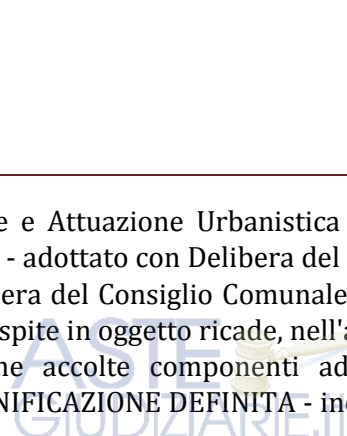 e e Attuazione Urbanistica
- adottato con Delibera del
era del Consiglio Comunale
spite in oggetto ricade, nell'a
ne accolte componenti ad
NIFICAZIONE DEFINITA - in
ASTE
GIUDIZIARIE.it